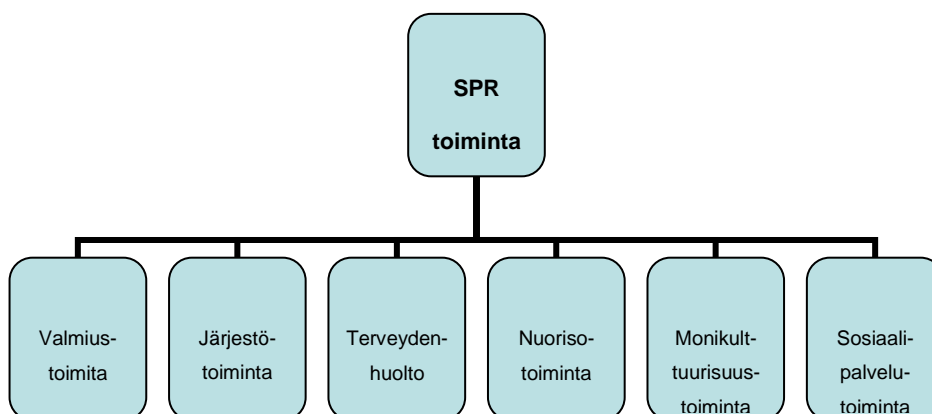 SPR
toiminta
Valmius-
toimita
Järjestö-
toiminta
Terveyden-
huolto
Nuoriso-
toiminta
Monikult-
tuurisuus-
toiminta
Sosiaali-
palvelu-
toiminta